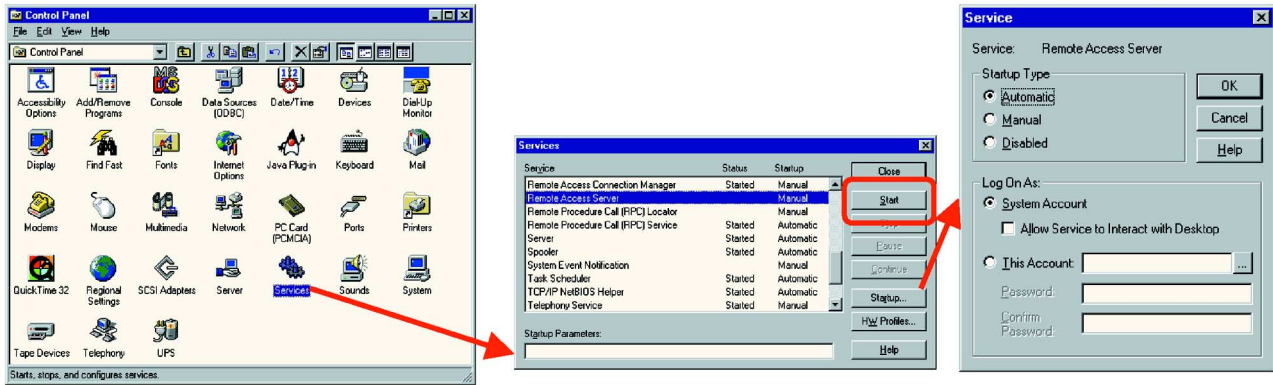 Control Panel
File Edit View Help
Control Panel
Accessibility Options
Add/Remove Programs
Console
Data Sources (ODBC)
Date/Time
Devices
Dial-Up Monitor
Display
Find Fast
Fonts
Internet Options
Java Plug-in
Keyboard
Mail
Modems
Mouse
Multimedia
Network
PC Card (PCMCIA)
Ports
Printers
QuickTime 32
Regional Settings
SCSI Adapters
Server
Services
Sounds
System
Tape Devices
Telephony
UPS
Starts, stops, and configures services.
Services
Service Status Startup
Remote Access Connection Manager Started Manual
Remote Access Server Manual
Remote Procedure Call (RPC) Locator Manual
Remote Procedure Call (RPC) Service Started Automatic
Server Started Automatic
Spooler Started Automatic
System Event Notification Manual
Task Scheduler Started Automatic
TCP/IP NetBIOS Helper Started Automatic
Telephony Service Started Manual
Startup Parameters:
Close
Start
Pause
Continue
Startup...
HW Profiles...
Help
Service
Service: Remote Access Server
Startup Type
Automatic
Manual
Disabled
OK
Cancel
Help
Log On As:
System Account
Allow Service to Interact with Desktop
This Account:
...
Password:
Confirm Password: